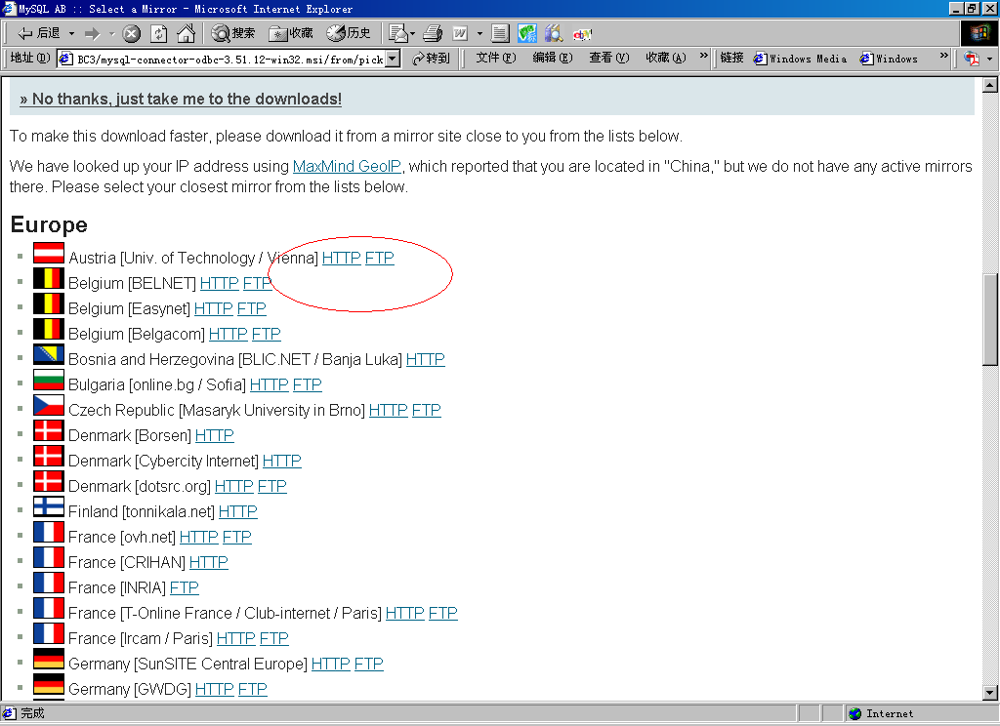 MySQL AB :: Select a Mirror - Microsoft Internet Explorer
后退 搜索 收藏 历史
地址(D) BC3/mysql-connector-odbc-3.51.12-win32.msi/from/pick 转到 文件(F) 编辑(E) 查看(V) 收藏(A) » 链接 Windows Media Windows »
» No thanks, just take me to the downloads!
To make this download faster, please download it from a mirror site close to you from the lists below.
We have looked up your IP address using MaxMind GeoIP, which reported that you are located in "China," but we do not have any active mirrors
there. Please select your closest mirror from the lists below.
Europe
Austria [Univ. of Technology / Vienna] HTTP FTP
Belgium [BELNET] HTTP FTP
Belgium [Easynet] HTTP FTP
Belgium [Belgacom] HTTP FTP
Bosnia and Herzegovina [BLIC.NET / Banja Luka] HTTP
Bulgaria [online.bg / Sofia] HTTP FTP
Czech Republic [Masaryk University in Brno] HTTP FTP
Denmark [Borsen] HTTP
Denmark [Cybercity Internet] HTTP
Denmark [dotsrc.org] HTTP FTP
Finland [tonnikala.net] HTTP
France [ovh.net] HTTP FTP
France [CRIHAN] HTTP
France [INRIA] FTP
France [T-Online France / Club-internet / Paris] HTTP FTP
France [Ircam / Paris] HTTP FTP
Germany [SunSITE Central Europe] HTTP FTP
Germany [GWDG] HTTP FTP
完成 Internet